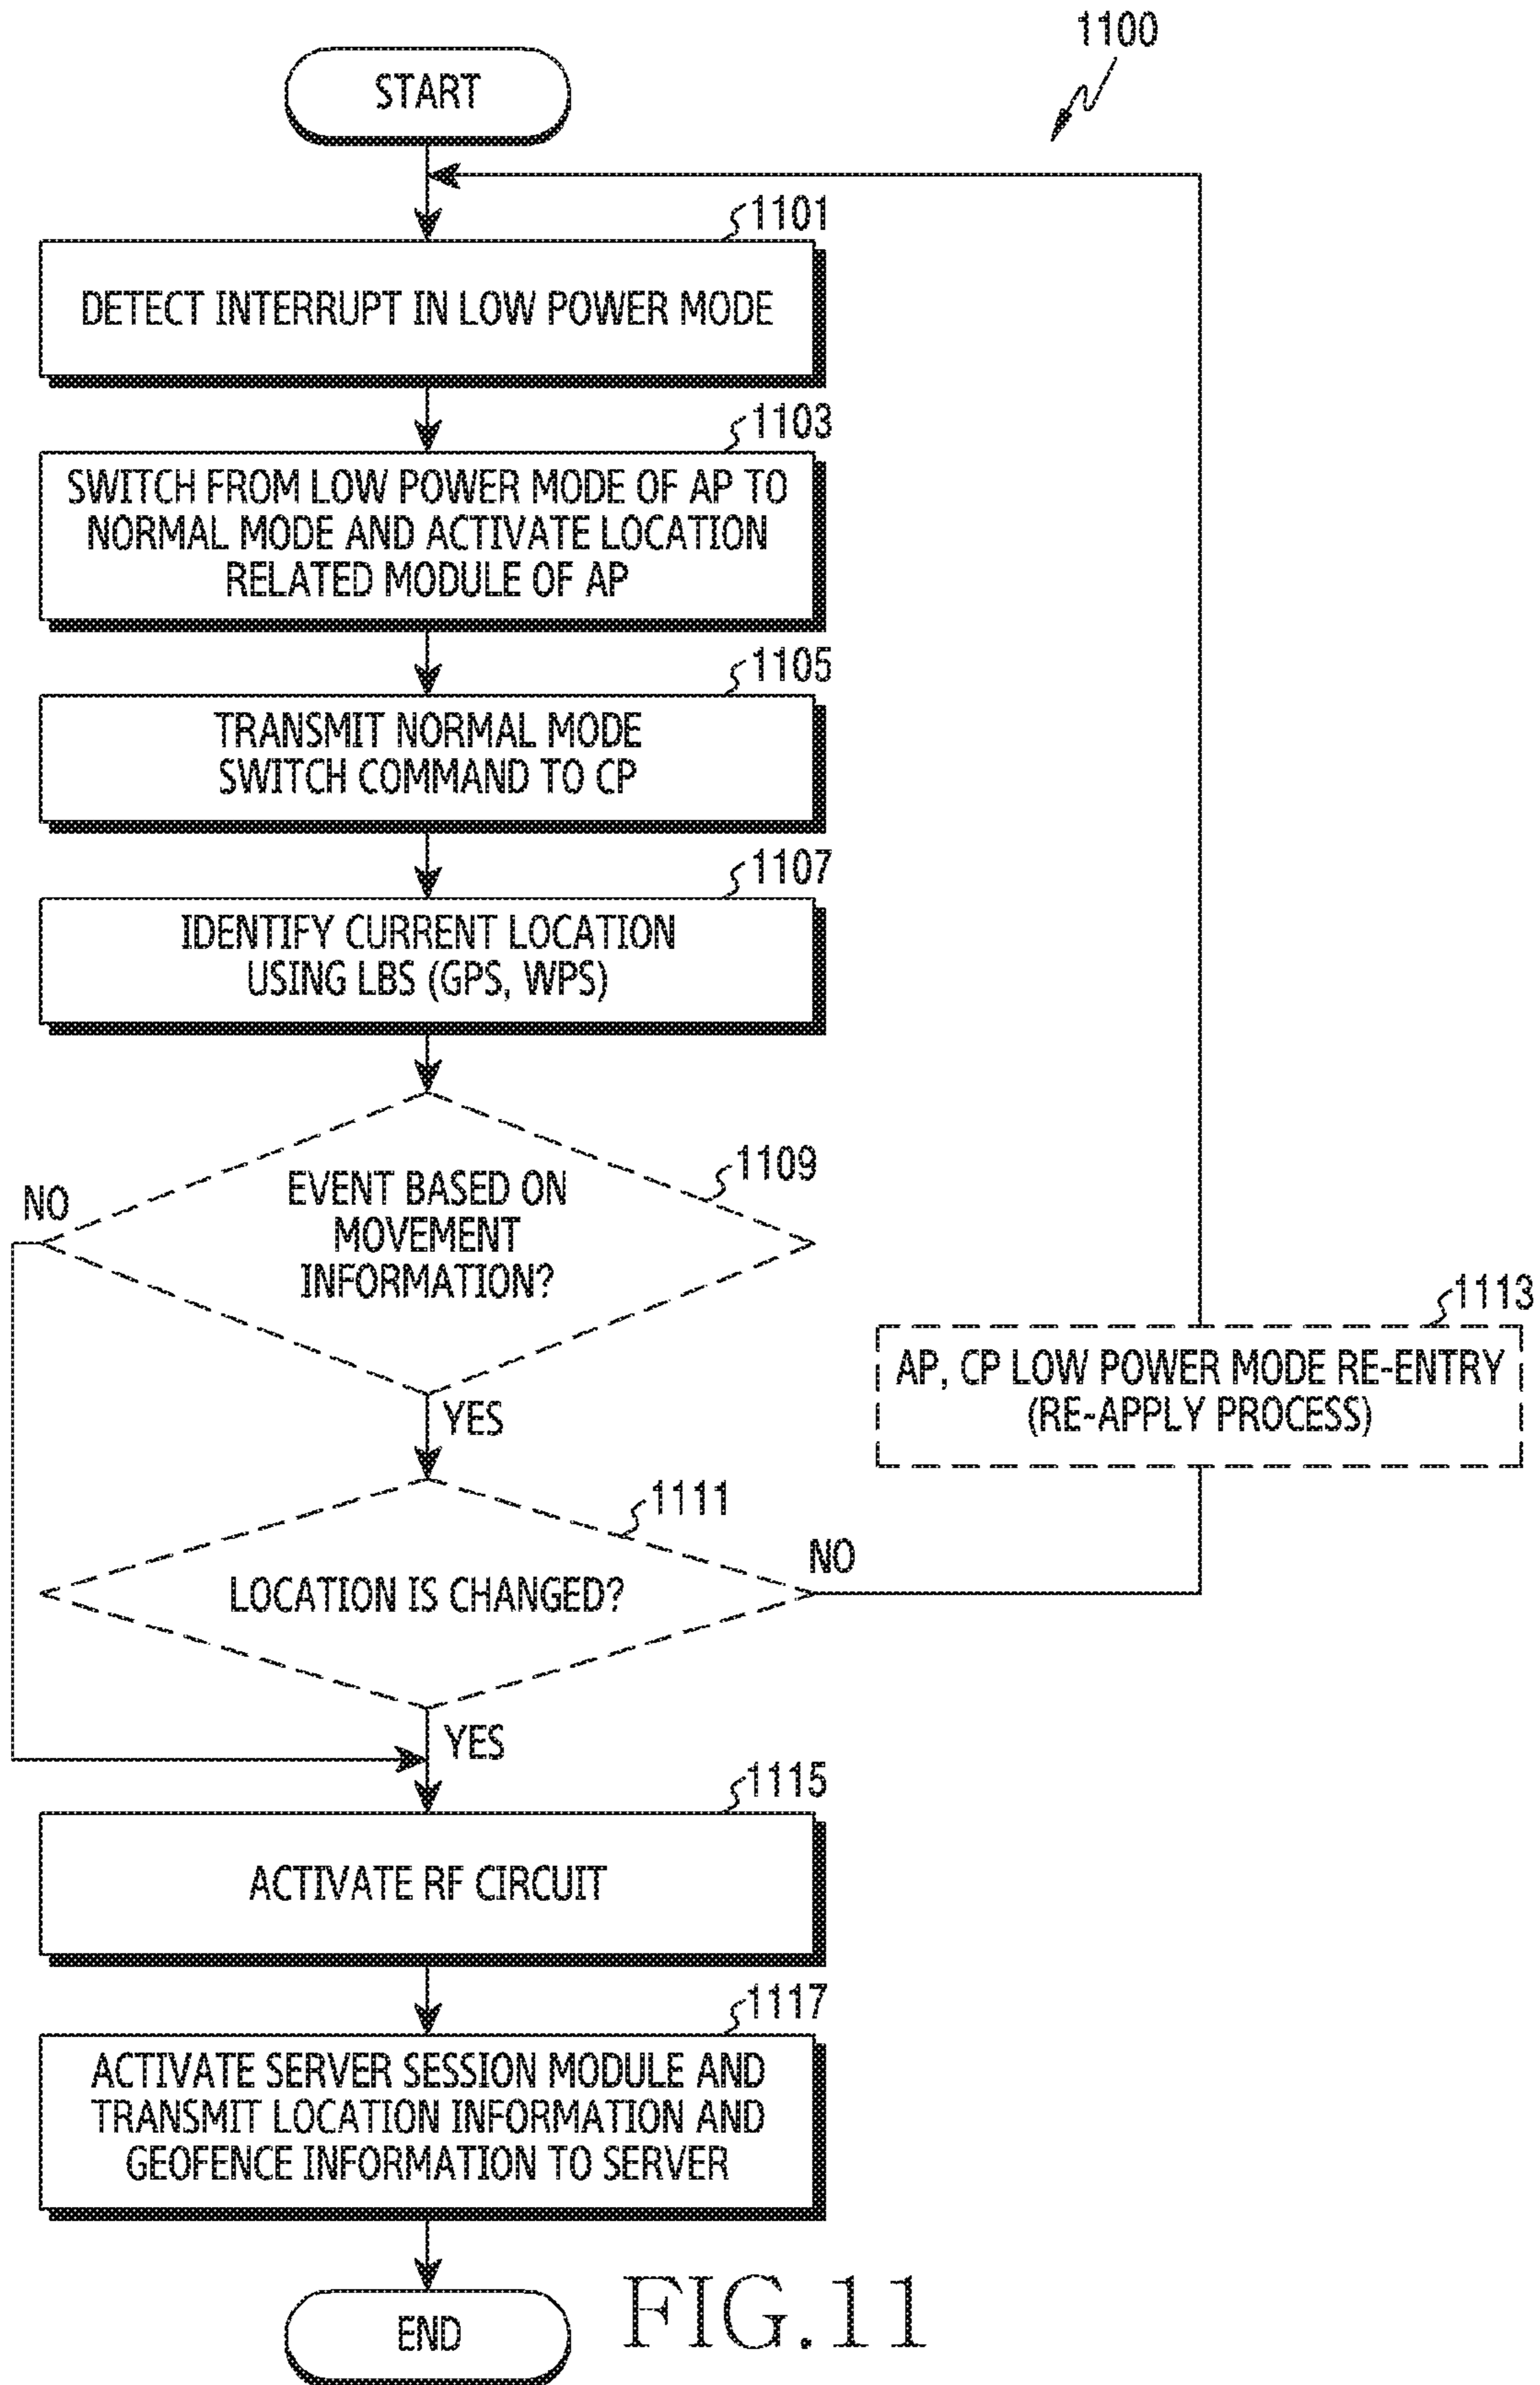 1100
START
1101
DETECT INTERRUPT IN LOW POWER MODE
1103
SWITCH FROM LOW POWER MODE OF AP TO
NORMAL MODE AND ACTIVATE LOCATION
RELATED MODULE OF AP
1105
TRANSMIT NORMAL MODE
SWITCH COMMAND TO CP
1107
IDENTIFY CURRENT LOCATION
USING LBS (GPS, WPS)
1109
NO
EVENT BASED ON
MOVEMENT
INFORMATION?
YES
1113
AP, CP LOW POWER MODE RE-ENTRY
(RE-APPLY PROCESS)
1111
NO
LOCATION IS CHANGED?
YES
1115
ACTIVATE RF CIRCUIT
1117
ACTIVATE SERVER SESSION MODULE AND
TRANSMIT LOCATION INFORMATION AND
GEOFENCE INFORMATION TO SERVER
END
FIG.11